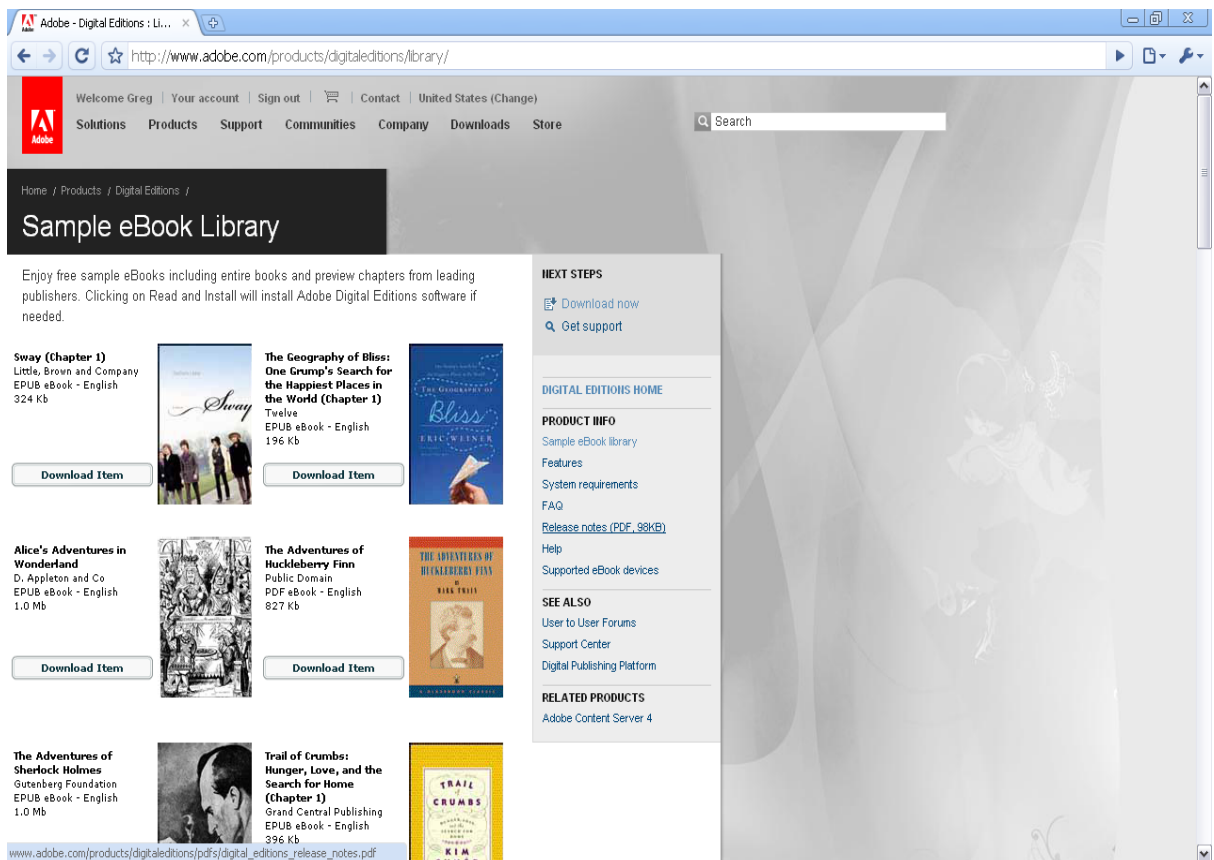 Adobe - Digital Editions : Li...
http://www.adobe.com/products/digitaleditions/library/
Welcome Greg | Your account | Sign out | | Contact | United States (Change)
Solutions Products Support Communities Company Downloads Store
Search
Adobe
Home / Products / Digital Editions /
Sample eBook Library
Enjoy free sample eBooks including entire books and preview chapters from leading
publishers. Clicking on Read and Install will install Adobe Digital Editions software if
needed.
Sway (Chapter 1)
Little, Brown and Company
EPUB eBook - English
324 Kb
Download Item
Sway
The Geography of Bliss:
One Grump's Search for
the Happiest Places in
the World (Chapter 1)
Twelve
EPUB eBook - English
196 Kb
Download Item
THE GEOGRAPHY OF
Bliss
ERIC WEINER
Alice's Adventures in
Wonderland
D. Appleton and Co
EPUB eBook - English
1.0 Mb
Download Item
The Adventures of
Huckleberry Finn
Public Domain
PDF eBook - English
827 Kb
Download Item
THE ADVENTURES OF
HUCKLEBERRY FINN
MARK TWAIN
The Adventures of
Sherlock Holmes
Gutenberg Foundation
EPUB eBook - English
1.0 Mb
Trail of Crumbs:
Hunger, Love, and the
Search for Home
(Chapter 1)
Grand Central Publishing
EPUB eBook - English
396 Kb
TRAIL
of
CRUMBS
KIM
NEXT STEPS
Download now
Get support
DIGITAL EDITIONS HOME
PRODUCT INFO
Sample eBook library
Features
System requirements
FAQ
Release notes (PDF, 98KB)
Help
Supported eBook devices
SEE ALSO
User to User Forums
Support Center
Digital Publishing Platform
RELATED PRODUCTS
Adobe Content Server 4
www.adobe.com/products/digitaleditions/pdfs/digital_editions_release_notes.pdf